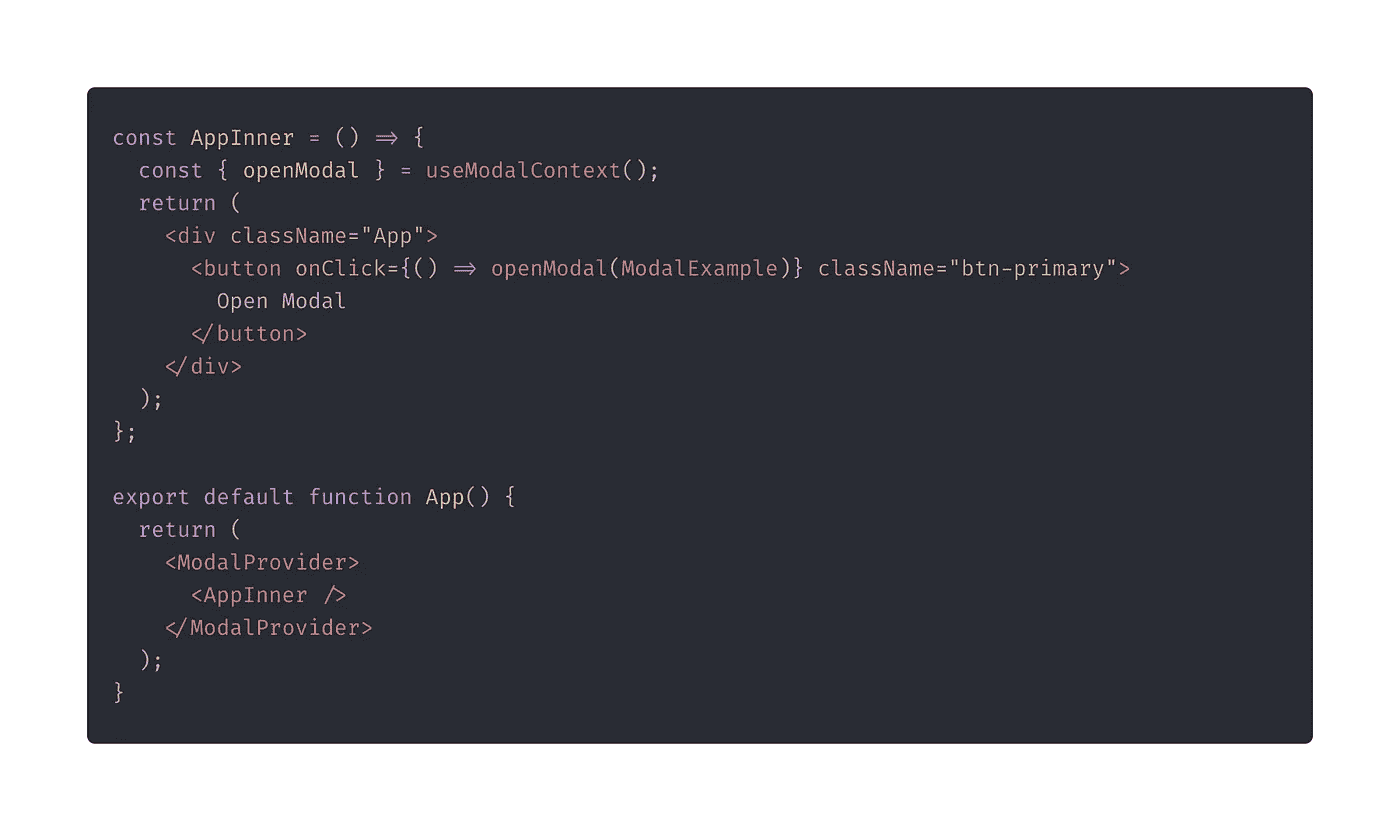 const AppInner = () => {
  const { openModal } = useModalContext();
  return (
    <div className="App">
      <button onClick={() => openModal(ModalExample)} className="btn-primary">
        Open Modal
      </button>
    </div>
  );
};

export default function App() {
  return (
    <ModalProvider>
      <AppInner />
    </ModalProvider>
  );
}